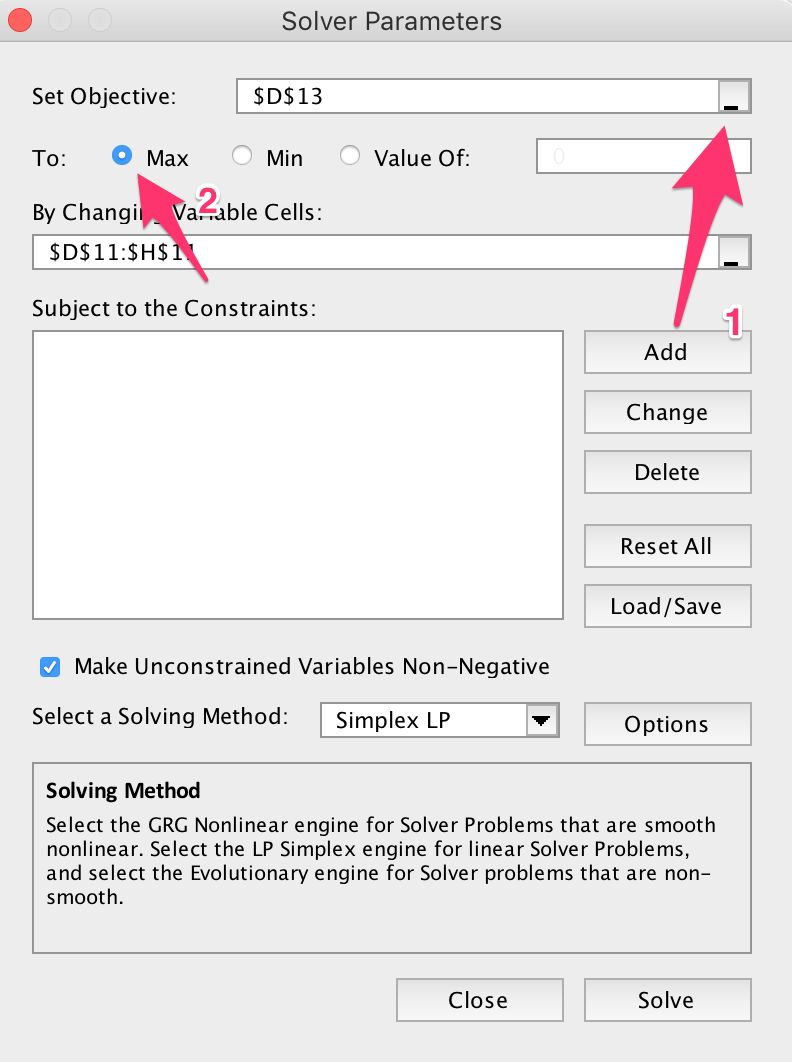 Solver Parameters
Set Objective: $D$13
To: Max Min Value Of: 0
2
By Changing Variable Cells:
$D$11:$H$11
Subject to the Constraints:
1
Add
Change
Delete
Reset All
Load/Save
Make Unconstrained Variables Non-Negative
Select a Solving Method: Simplex LP Options
Solving Method
Select the GRG Nonlinear engine for Solver Problems that are smooth
nonlinear. Select the LP Simplex engine for linear Solver Problems,
and select the Evolutionary engine for Solver problems that are non-
smooth.
Close Solve